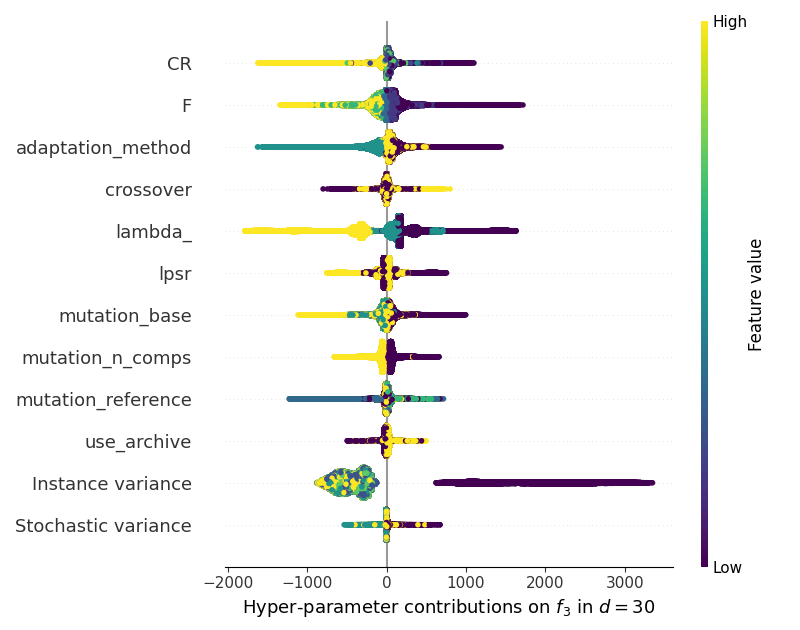 High
CR
F
adaptation_method
crossover
lambda_
lpsr
mutation_base
mutation_n_comps
mutation_reference
use_archive
Instance variance
Stochastic variance
Feature value
Low
−2000 −1000 0 1000 2000 3000
Hyper-parameter contributions on f₃ in d = 30